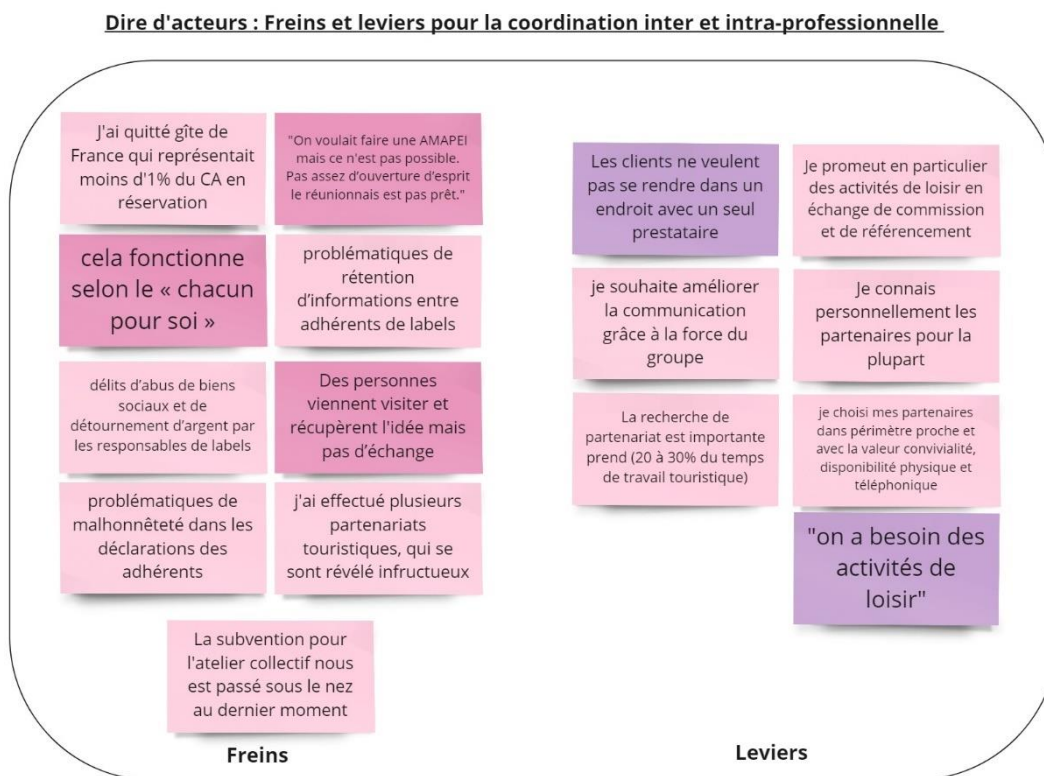 Dire d'acteurs : Freins et leviers pour la coordination inter et intra-professionnelle
J'ai quitté gîte de
France qui représentait
moins d'1% du CA en
réservation
"On voulait faire une AMAPEI
mais ce n'est pas possible.
Pas assez d'ouverture d'esprit
le réunionnais est pas prêt."
cela fonctionne
selon le « chacun
pour soi »
problématiques de
rétention
d'informations entre
adhérents de labels
délits d'abus de biens
sociaux et de
détournement d'argent par
les responsables de labels
Des personnes
viennent visiter et
récupèrent l'idée mais
pas d'échange
problématiques de
malhonnêteté dans les
déclarations des
adhérents
j'ai effectué plusieurs
partenariats
touristiques, qui se
sont révélé infructueux
La subvention pour
l'atelier collectif nous
est passé sous le nez
au dernier moment
Freins
Les clients ne veulent
pas se rendre dans un
endroit avec un seul
prestataire
Je promeut en particulier
des activités de loisir en
échange de commission
et de référencement
je souhaite améliorer
la communication
grâce à la force du
groupe
Je connais
personnellement les
partenaires pour la
plupart
La recherche de
partenariat est importante
prend (20 à 30% du temps
de travail touristique)
je choisi mes partenaires
dans périmètre proche et
avec la valeur convivialité,
disponibilité physique et
téléphonique
"on a besoin des
activités de
loisir"
Leviers